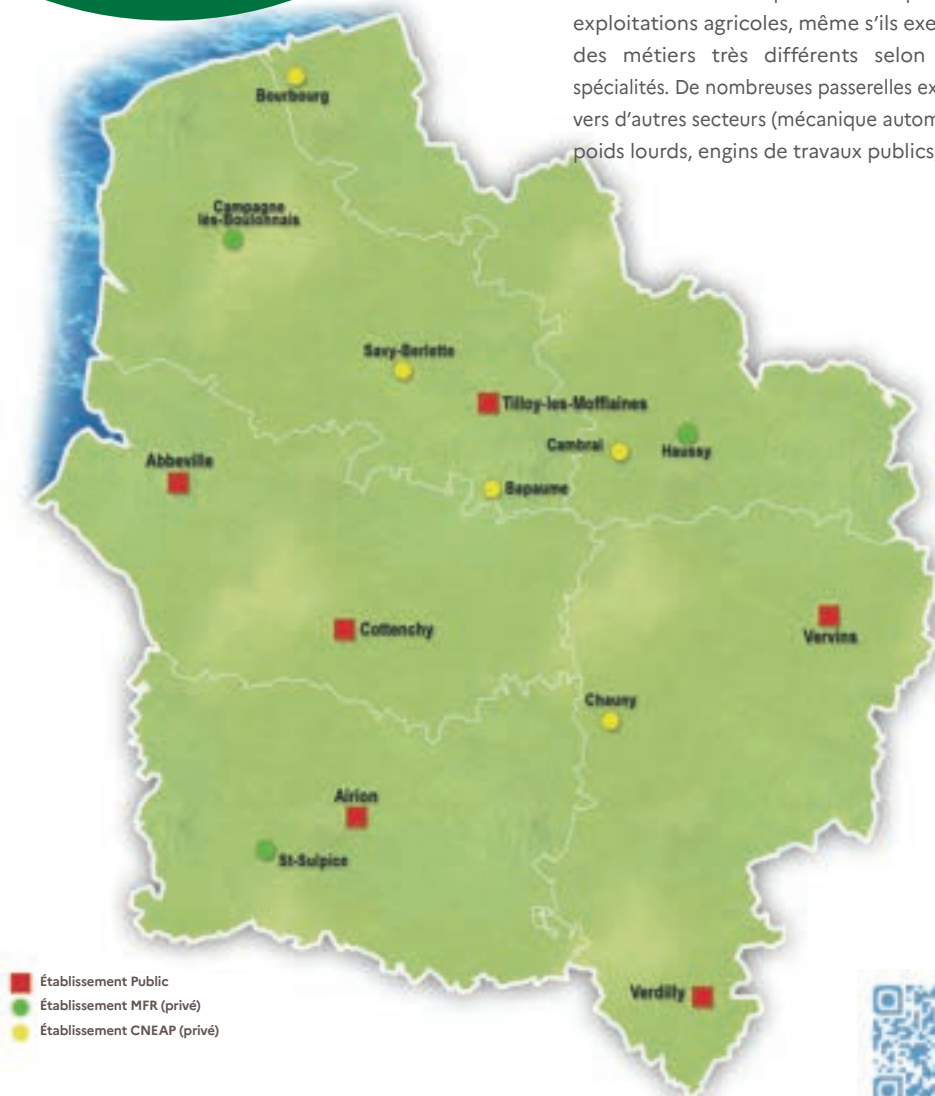 exploitations agricoles, même s'ils exe
des métiers très différents selon
spécialités. De nombreuses passerelles ex
vers d'autres secteurs (mécanique autom
poids lourds, engins de travaux publics
Bourbourg
Campagne
lès-Boulonnais
Savy-Berlette
Tilloy-les-Mofflaines
Cambrai
Haussy
Abbeville
Bapaume
Cottenchy
Vervins
Chauny
Airion
St-Sulpice
Verdilly
Établissement Public
Établissement MFR (privé)
Établissement CNEAP (privé)